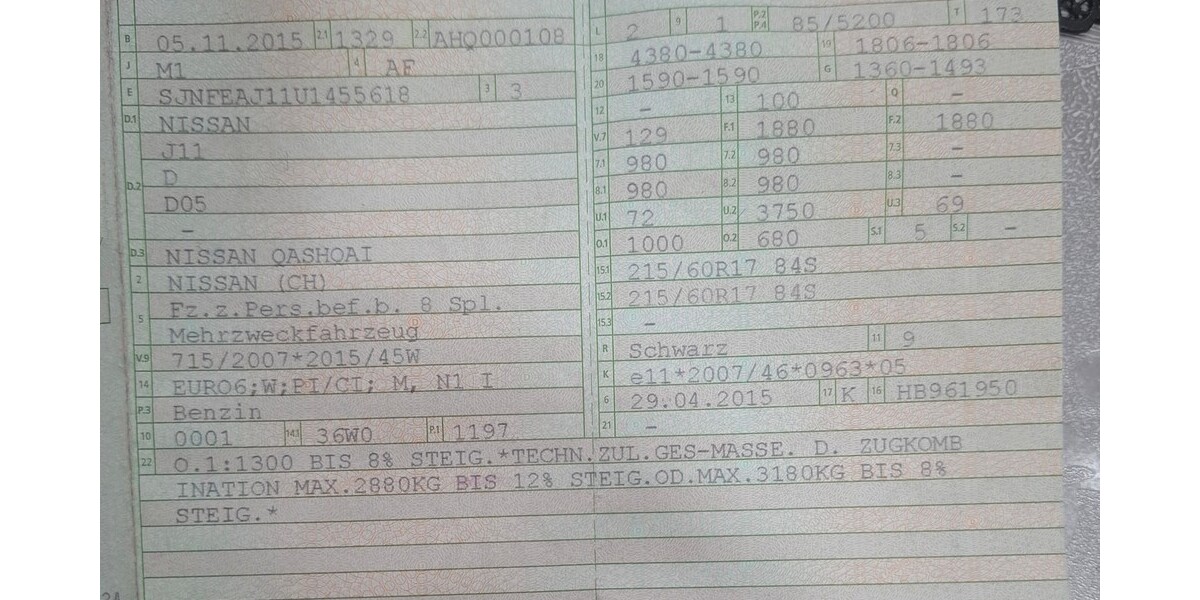 B 05.11.2015 2.1 1329 2.2 AHQ000108
J M1 4 AF
E SJNFEAJ11U1455618 3 3
D.1 NISSAN
J11
D.2 D
D05
–
D.3 NISSAN QASHQAI
2 NISSAN (CH)
5 Fz.z.Pers.bef.b. 8 Spl.
Mehrzweckfahrzeug
V.9 715/2007*2015/45W
14 EURO6;W;PI/CI; M, N1 I
P.3 Benzin
10 0001 14.1 36W0 P.1 1197
L 2 9 1 P.2 P.4 85/5200 T 173
18 4380-4380 19 1806-1806
20 1590-1590 G 1360-1493
12 – 13 100 Q –
V.7 129 F.1 1880 F.2 1880
7.1 980 7.2 980 7.3 –
8.1 980 8.2 980 8.3 –
U.1 72 U.2 3750 U.3 69
O.1 1000 O.2 680 S.1 5 S.2 –
15.1 215/60R17 84S
15.2 215/60R17 84S
15.3 –
R Schwarz 11 9
K e11*2007/46*0963*05
6 29.04.2015 17 K 16 HB961950
21 –
22 O.1:1300 BIS 8% STEIG.*TECHN.ZUL.GES-MASSE. D. ZUGKOMB
INATION MAX.2880KG BIS 12% STEIG.OD.MAX.3180KG BIS 8%
STEIG.*